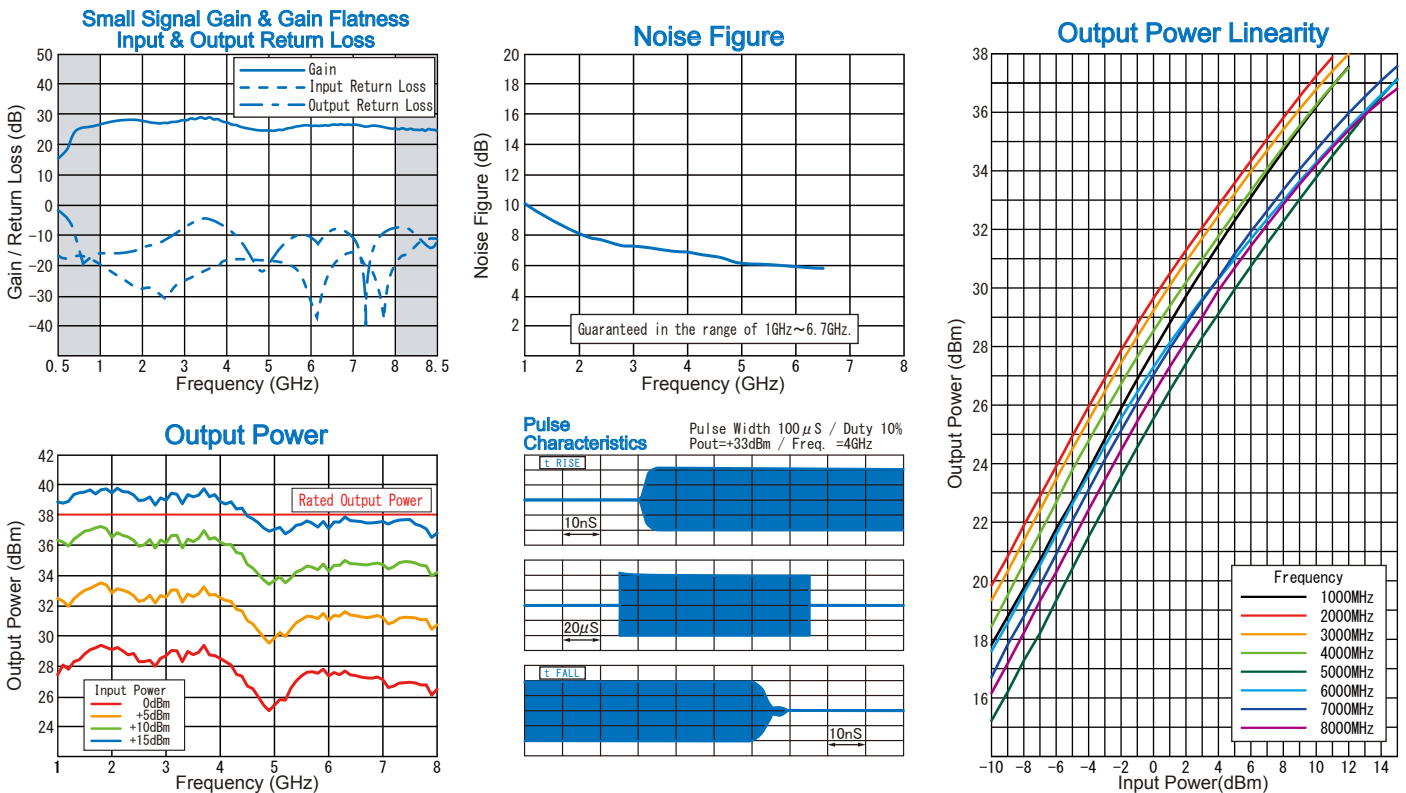 Small Signal Gain & Gain Flatness
Input & Output Return Loss
Gain / Return Loss (dB)
50
40
30
20
10
0
-10
-20
-30
-40
Gain
Input Return Loss
Output Return Loss
0.5 1 2 3 4 5 6 7 8 8.5
Frequency (GHz)
Noise Figure
Noise Figure (dB)
20
18
16
14
12
10
8
6
4
2
Guaranteed in the range of 1GHz～6.7GHz.
1 2 3 4 5 6 7 8
Frequency (GHz)
Output Power Linearity
Output Power (dBm)
38
36
34
32
30
28
26
24
22
20
18
16
Frequency
1000MHz
2000MHz
3000MHz
4000MHz
5000MHz
6000MHz
7000MHz
8000MHz
-10 -8 -6 -4 -2 0 2 4 6 8 10 12 14
Input Power(dBm)
Output Power
Output Power (dBm)
42
40
38
36
34
32
30
28
26
24
Rated Output Power
Input Power
0dBm
+5dBm
+10dBm
+15dBm
1 2 3 4 5 6 7 8
Frequency (GHz)
Pulse
Characteristics
Pulse Width 100μS / Duty 10%
Pout=+33dBm / Freq. =4GHz
t RISE
10nS
20μS
t FALL
10nS